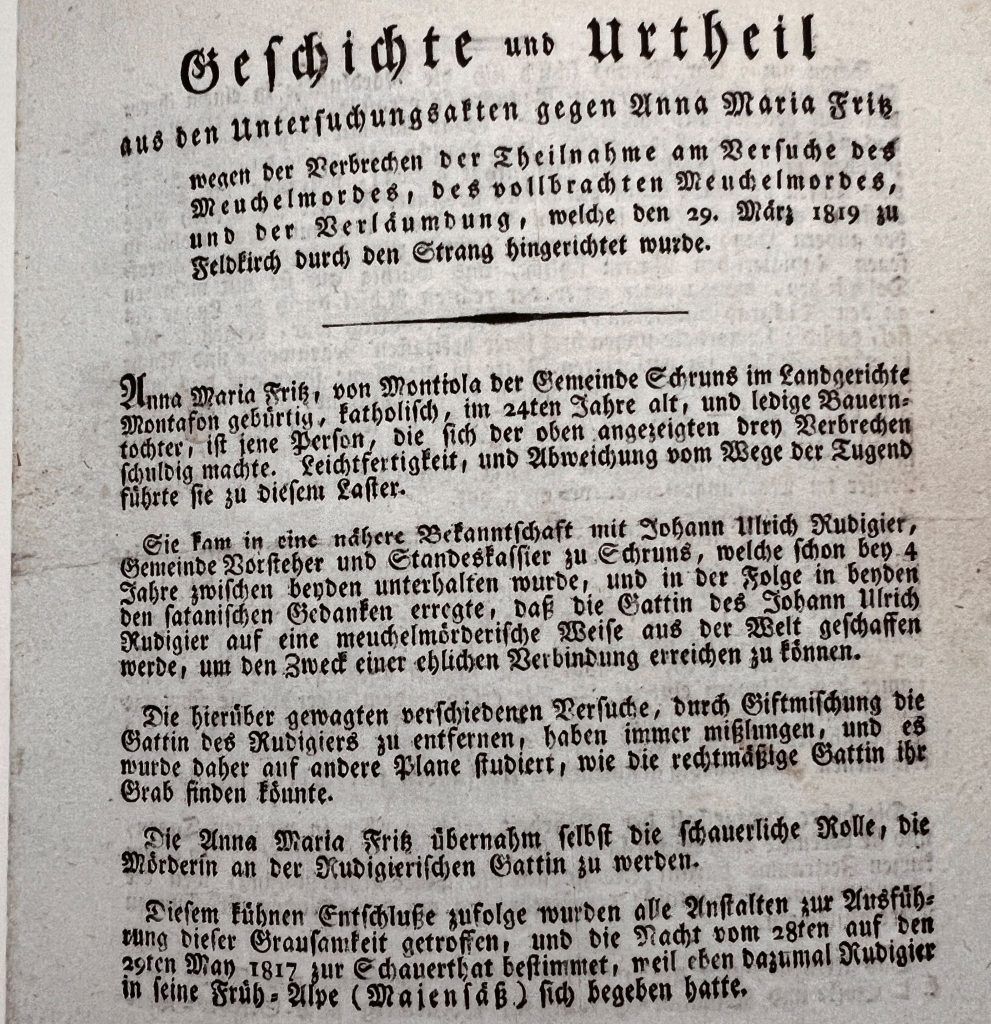 Geschichte und Urtheil
aus den Untersuchungsakten gegen Anna Maria Fritz
wegen der Verbrechen der Theilnahme am Versuche des
Meuchelmordes, des vollbrachten Meuchelmordes,
und der Verläumdung, welche den 29. März 1819 zu
Feldkirch durch den Strang hingerichtet wurde.
Anna Maria Fritz, von Montiola der Gemeinde Schruns im Landgerichte
Montafon gebürtig, katholisch, im 24ten Jahre alt, und ledige Bauern-
tochter, ist jene Person, die sich der oben angezeigten drey Verbrechen
schuldig machte. Leichtfertigkeit, und Abweichung vom Wege der Tugend
führte sie zu diesem Laster.
Sie kam in eine nähere Bekanntschaft mit Johann Ulrich Rudigier,
Gemeinde Vorsteher und Standeskassier zu Schruns, welche schon bey 4
Jahre zwischen beyden unterhalten wurde, und in der Folge in beyden
den satanischen Gedanken erregte, daß die Gattin des Johann Ulrich
Rudigier auf eine meuchelmörderische Weise aus der Welt geschaffen
werde, um den Zweck einer ehlichen Verbindung erreichen zu können.
Die hierüber gewagten verschiedenen Versuche, durch Giftmischung die
Gattin des Rudigiers zu entfernen, haben immer mißlungen, und es
wurde daher auf andere Plane studiert, wie die rechtmäßige Gattin ihr
Grab finden könnte.
Die Anna Maria Fritz übernahm selbst die schauerliche Rolle, die
Mörderin an der Rudigierischen Gattin zu werden.
Diesem kühnen Entschluße zufolge wurden alle Anstalten zur Ausfüh-
rung dieser Grausamkeit getroffen, und die Nacht vom 28ten auf den
29ten May 1817 zur Schauerthat bestimmet, weil eben dazumal Rudigier
in seine Früh-Alpe (Majensäß) sich begeben hatte.